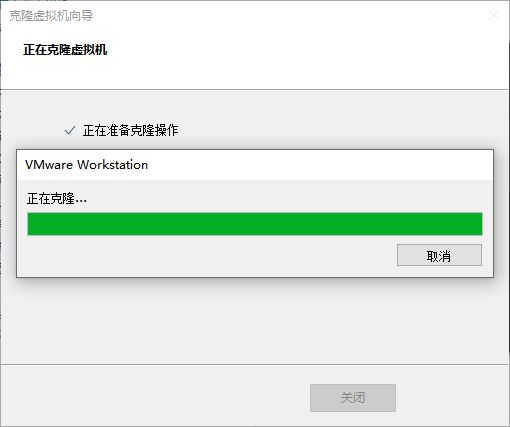 克隆虚拟机向导
正在克隆虚拟机
正在准备克隆操作
VMware Workstation
正在克隆...
取消
关闭